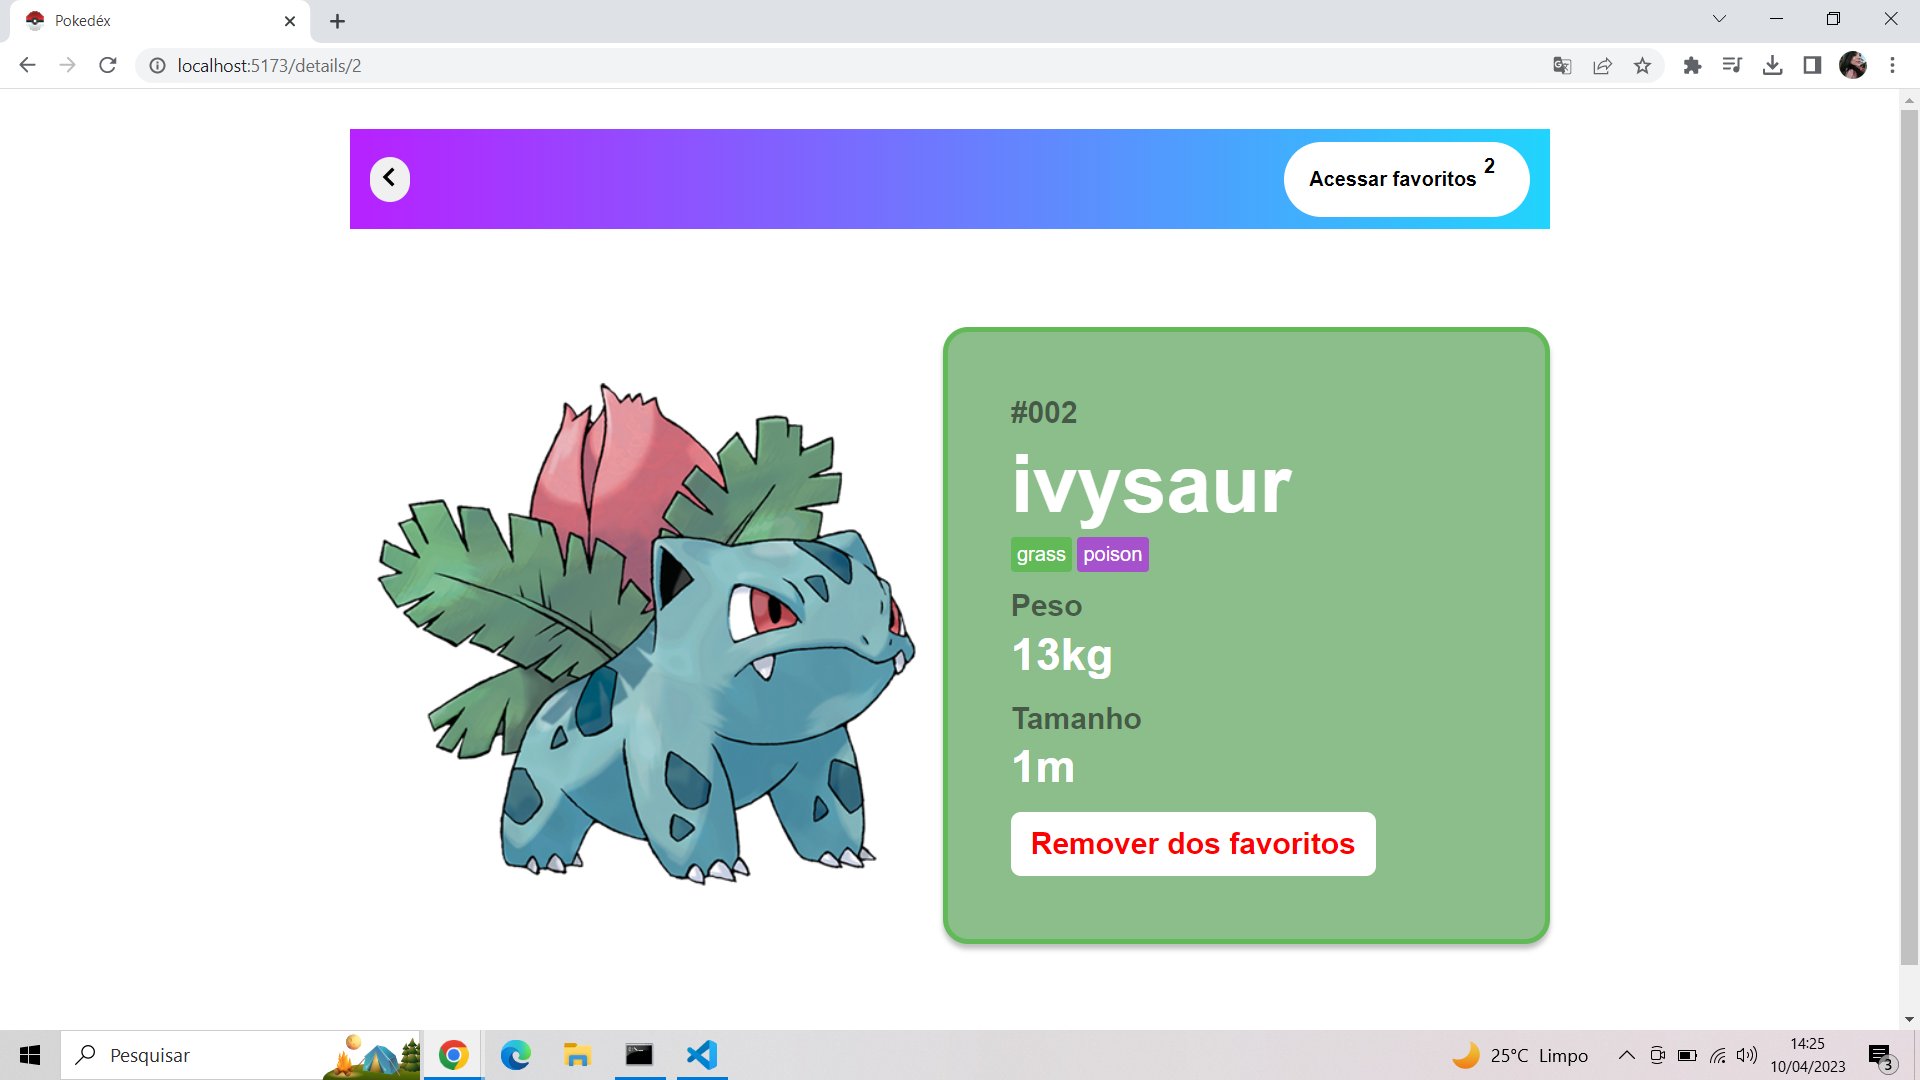 Pokedéx
localhost:5173/details/2
Acessar favoritos 2
#002
ivysaur
grass poison
Peso
13kg
Tamanho
1m
Remover dos favoritos
Pesquisar
25°C Limpo
14:25
10/04/2023
3